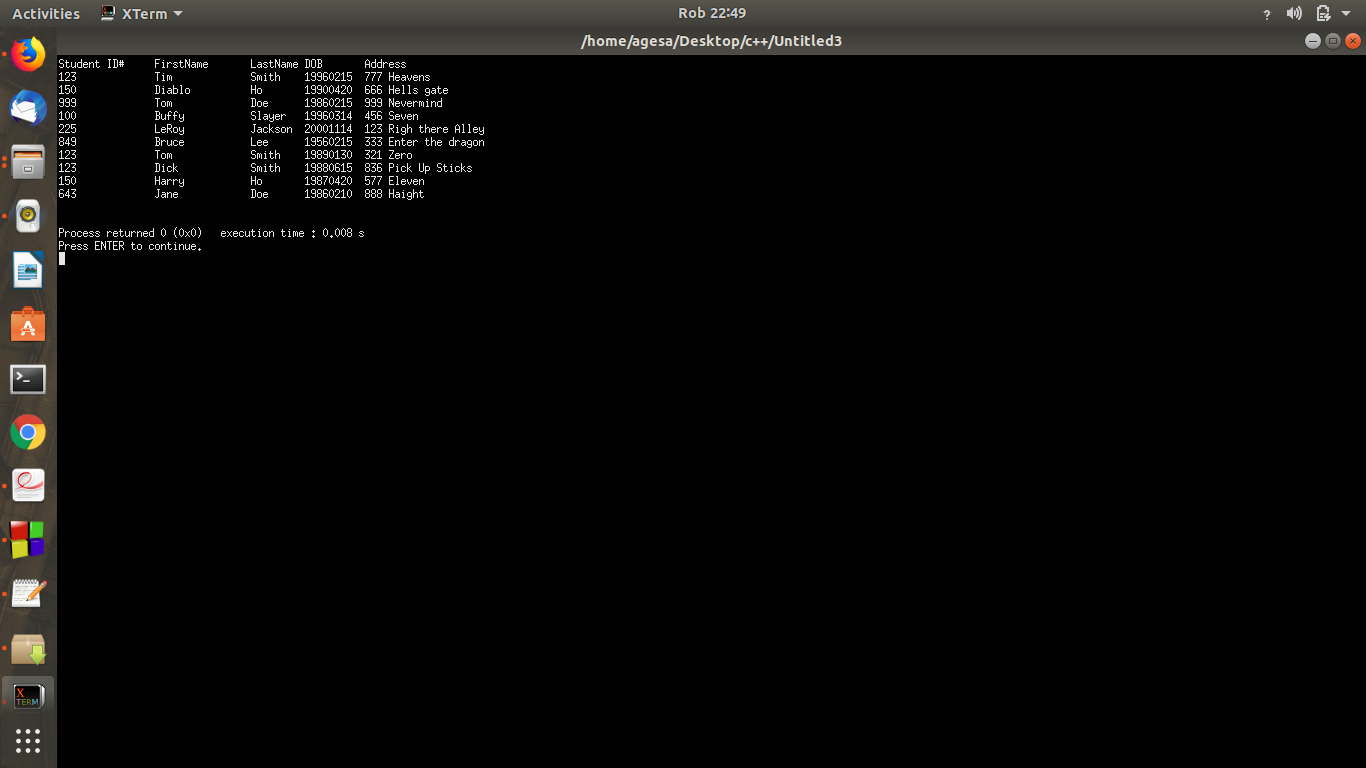 Activities XTerm Rob 22:49
/home/agesa/Desktop/c++/Untitled3
Student ID# FirstName LastName DOB Address
123 Tim Smith 19960215 777 Heavens
150 Diablo Ho 19900420 666 Hells gate
999 Tom Doe 19860215 999 Nevermind
100 Buffy Slayer 19960314 456 Seven
225 LeRoy Jackson 20001114 123 Righ there Alley
849 Bruce Lee 19560215 333 Enter the dragon
123 Tom Smith 19890130 321 Zero
123 Dick Smith 19880615 836 Pick Up Sticks
150 Harry Ho 19870420 577 Eleven
643 Jane Doe 19860210 888 Haight
Process returned 0 (0x0) execution time : 0.008 s
Press ENTER to continue.
X
TERM